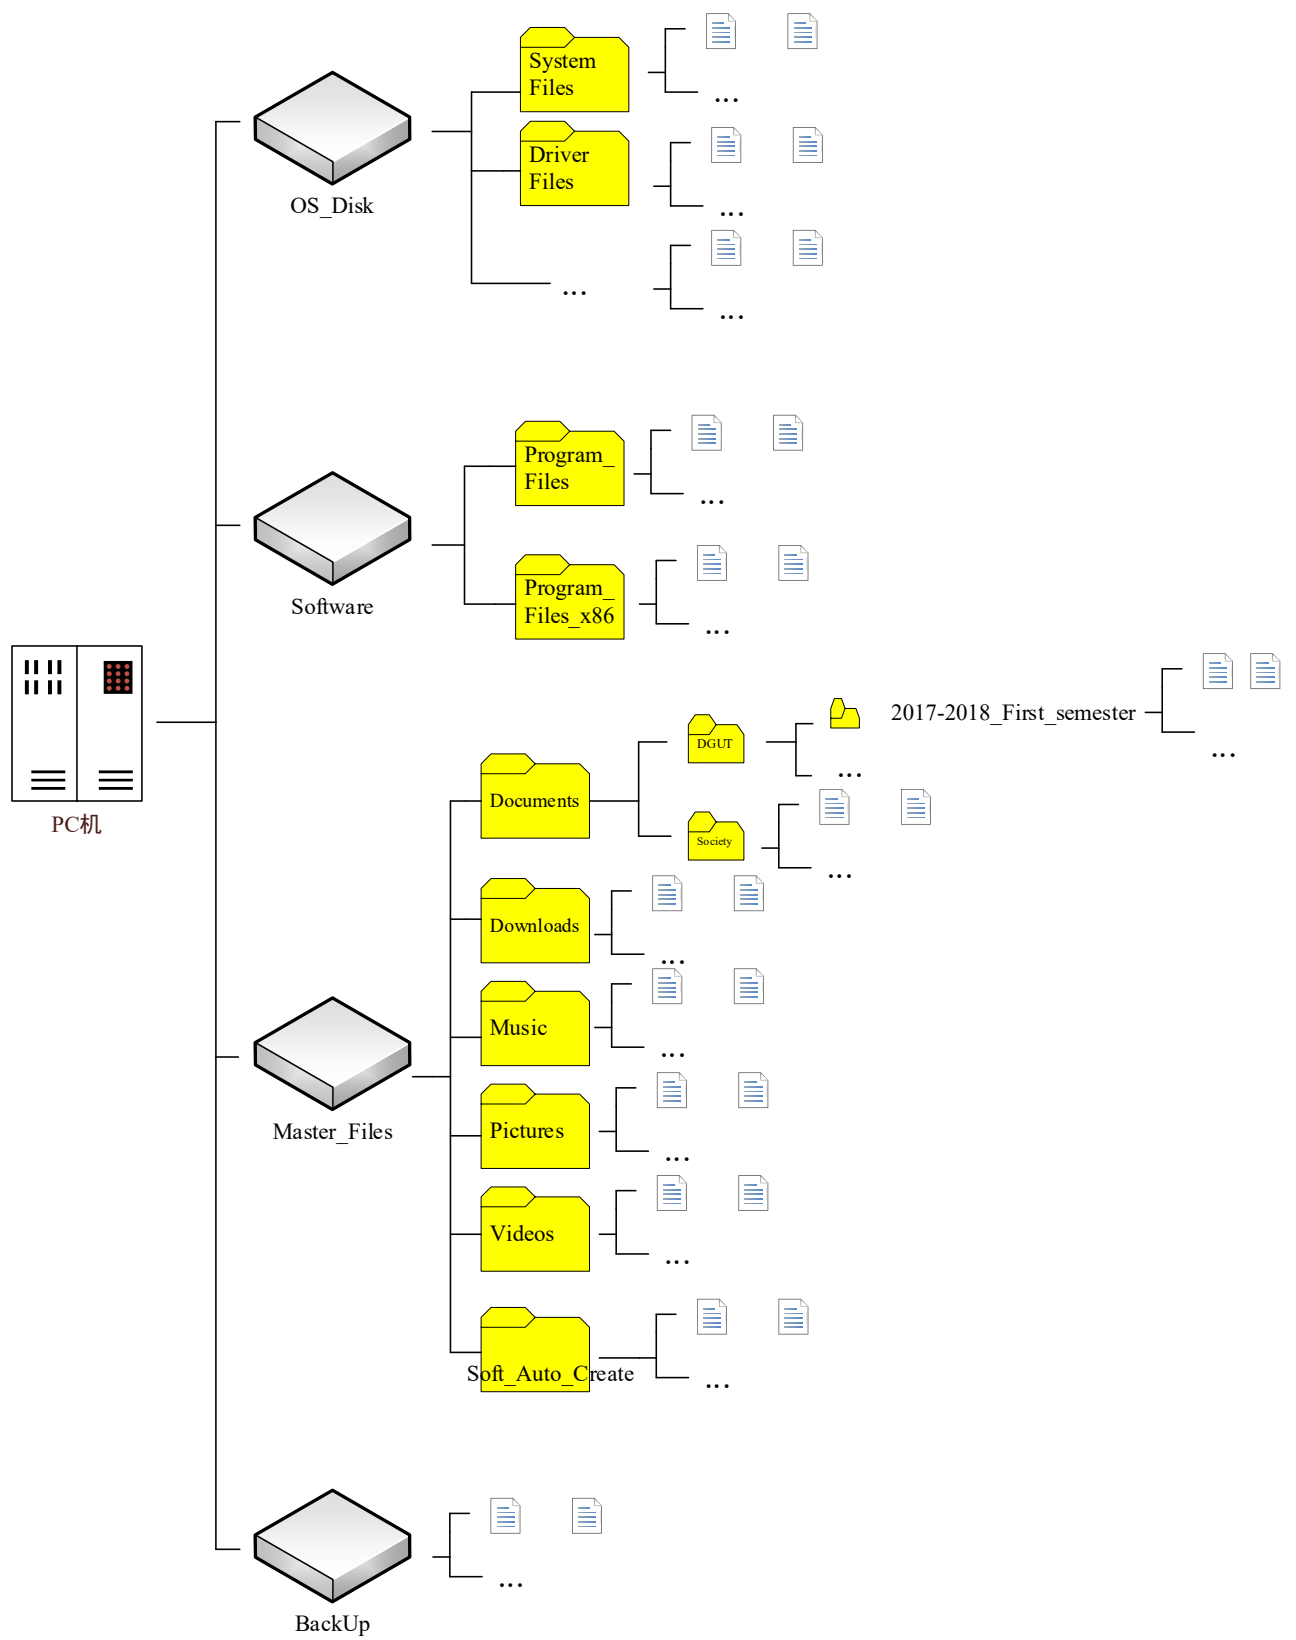 System
Files
...
Driver
Files
...
OS_Disk
...
...
Program_
Files
...
Program_
Files_x86
...
Software
2017-2018_First_semester
...
DGUT
...
Documents
Society
...
PC机
Downloads
...
Music
...
Master_Files
Pictures
...
Videos
...
Soft_Auto_Create
...
...
BackUp